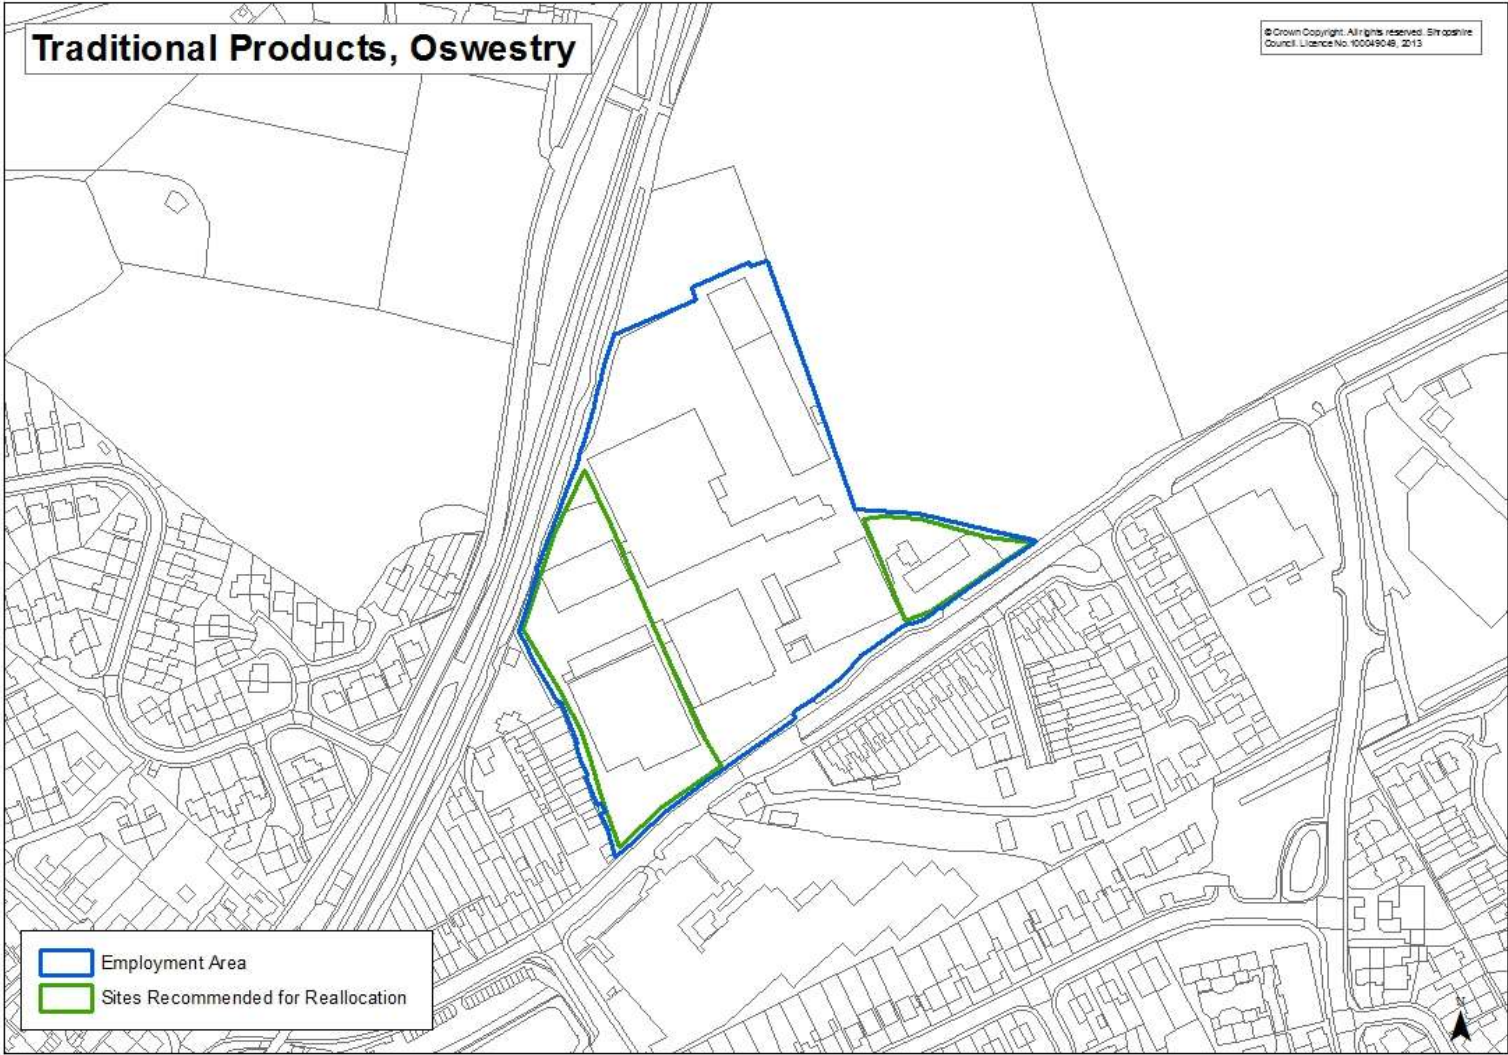 Traditional Products, Oswestry
© Crown Copyright. All rights reserved. Shropshire
Council. Licence No. 100049049, 2013
Employment Area
Sites Recommended for Reallocation
N